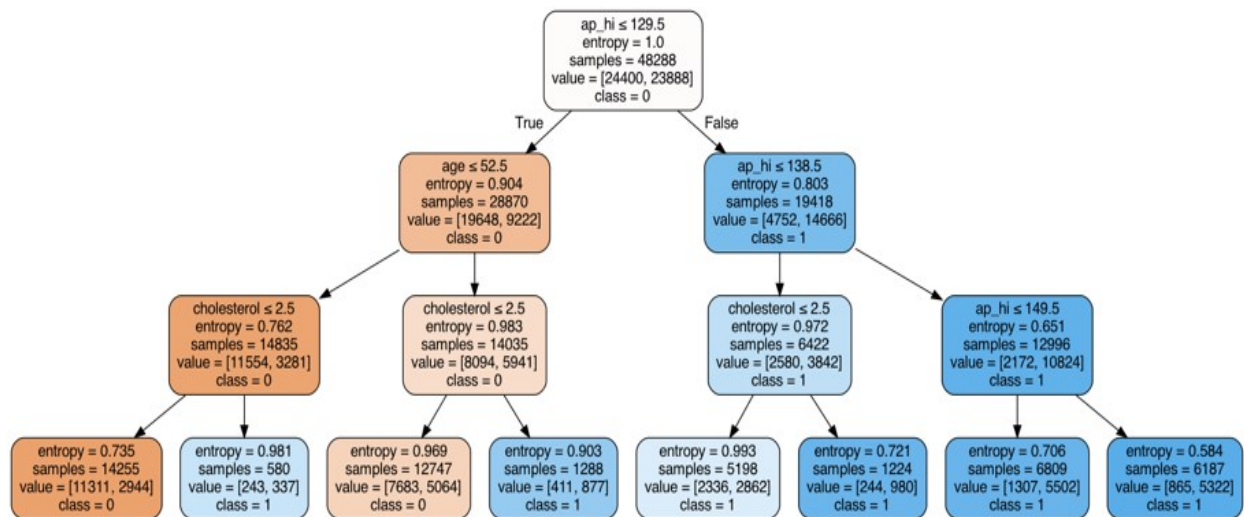 ap_hi ≤ 129.5
entropy = 1.0
samples = 48288
value = [24400, 23888]
class = 0
True
False
age ≤ 52.5
entropy = 0.904
samples = 28870
value = [19648, 9222]
class = 0
ap_hi ≤ 138.5
entropy = 0.803
samples = 19418
value = [4752, 14666]
class = 1
cholesterol ≤ 2.5
entropy = 0.762
samples = 14835
value = [11554, 3281]
class = 0
cholesterol ≤ 2.5
entropy = 0.983
samples = 14035
value = [8094, 5941]
class = 0
cholesterol ≤ 2.5
entropy = 0.972
samples = 6422
value = [2580, 3842]
class = 1
ap_hi ≤ 149.5
entropy = 0.651
samples = 12996
value = [2172, 10824]
class = 1
entropy = 0.735
samples = 14255
value = [11311, 2944]
class = 0
entropy = 0.981
samples = 580
value = [243, 337]
class = 1
entropy = 0.969
samples = 12747
value = [7683, 5064]
class = 0
entropy = 0.903
samples = 1288
value = [411, 877]
class = 1
entropy = 0.993
samples = 5198
value = [2336, 2862]
class = 1
entropy = 0.721
samples = 1224
value = [244, 980]
class = 1
entropy = 0.706
samples = 6809
value = [1307, 5502]
class = 1
entropy = 0.584
samples = 6187
value = [865, 5322]
class = 1